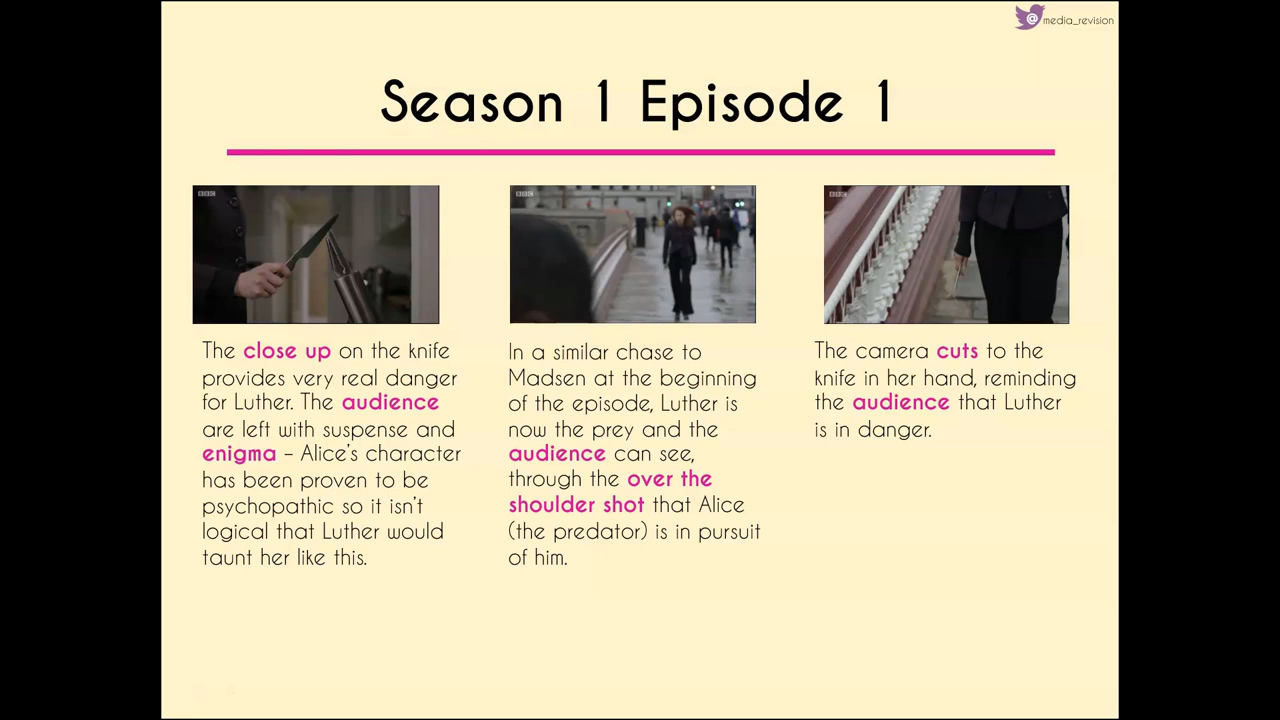 @media_revision
Season 1 Episode 1
BBC
BBC
BBC
The close up on the knife
provides very real danger
for Luther. The audience
are left with suspense and
enigma – Alice's character
has been proven to be
psychopathic so it isn't
logical that Luther would
taunt her like this.
In a similar chase to
Madsen at the beginning
of the episode, Luther is
now the prey and the
audience can see,
through the over the
shoulder shot that Alice
(the predator) is in pursuit
of him.
The camera cuts to the
knife in her hand, reminding
the audience that Luther
is in danger.